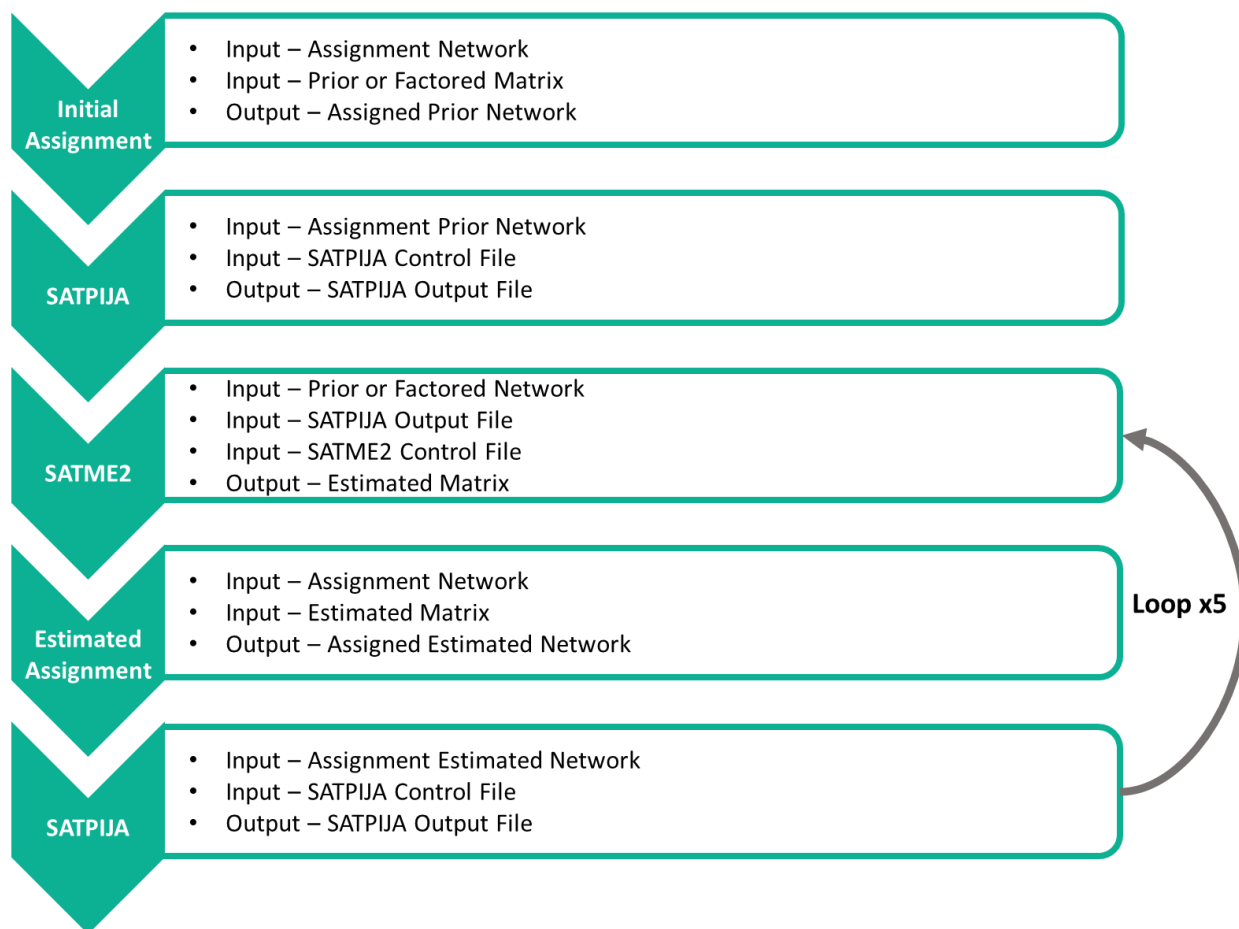 Initial
Assignment
• Input – Assignment Network
• Input – Prior or Factored Matrix
• Output – Assigned Prior Network
SATPIJA
• Input – Assignment Prior Network
• Input – SATPIJA Control File
• Output – SATPIJA Output File
SATME2
• Input – Prior or Factored Network
• Input – SATPIJA Output File
• Input – SATME2 Control File
• Output – Estimated Matrix
Estimated
Assignment
• Input – Assignment Network
• Input – Estimated Matrix
• Output – Assigned Estimated Network
Loop x5
SATPIJA
• Input – Assignment Estimated Network
• Input – SATPIJA Control File
• Output – SATPIJA Output File